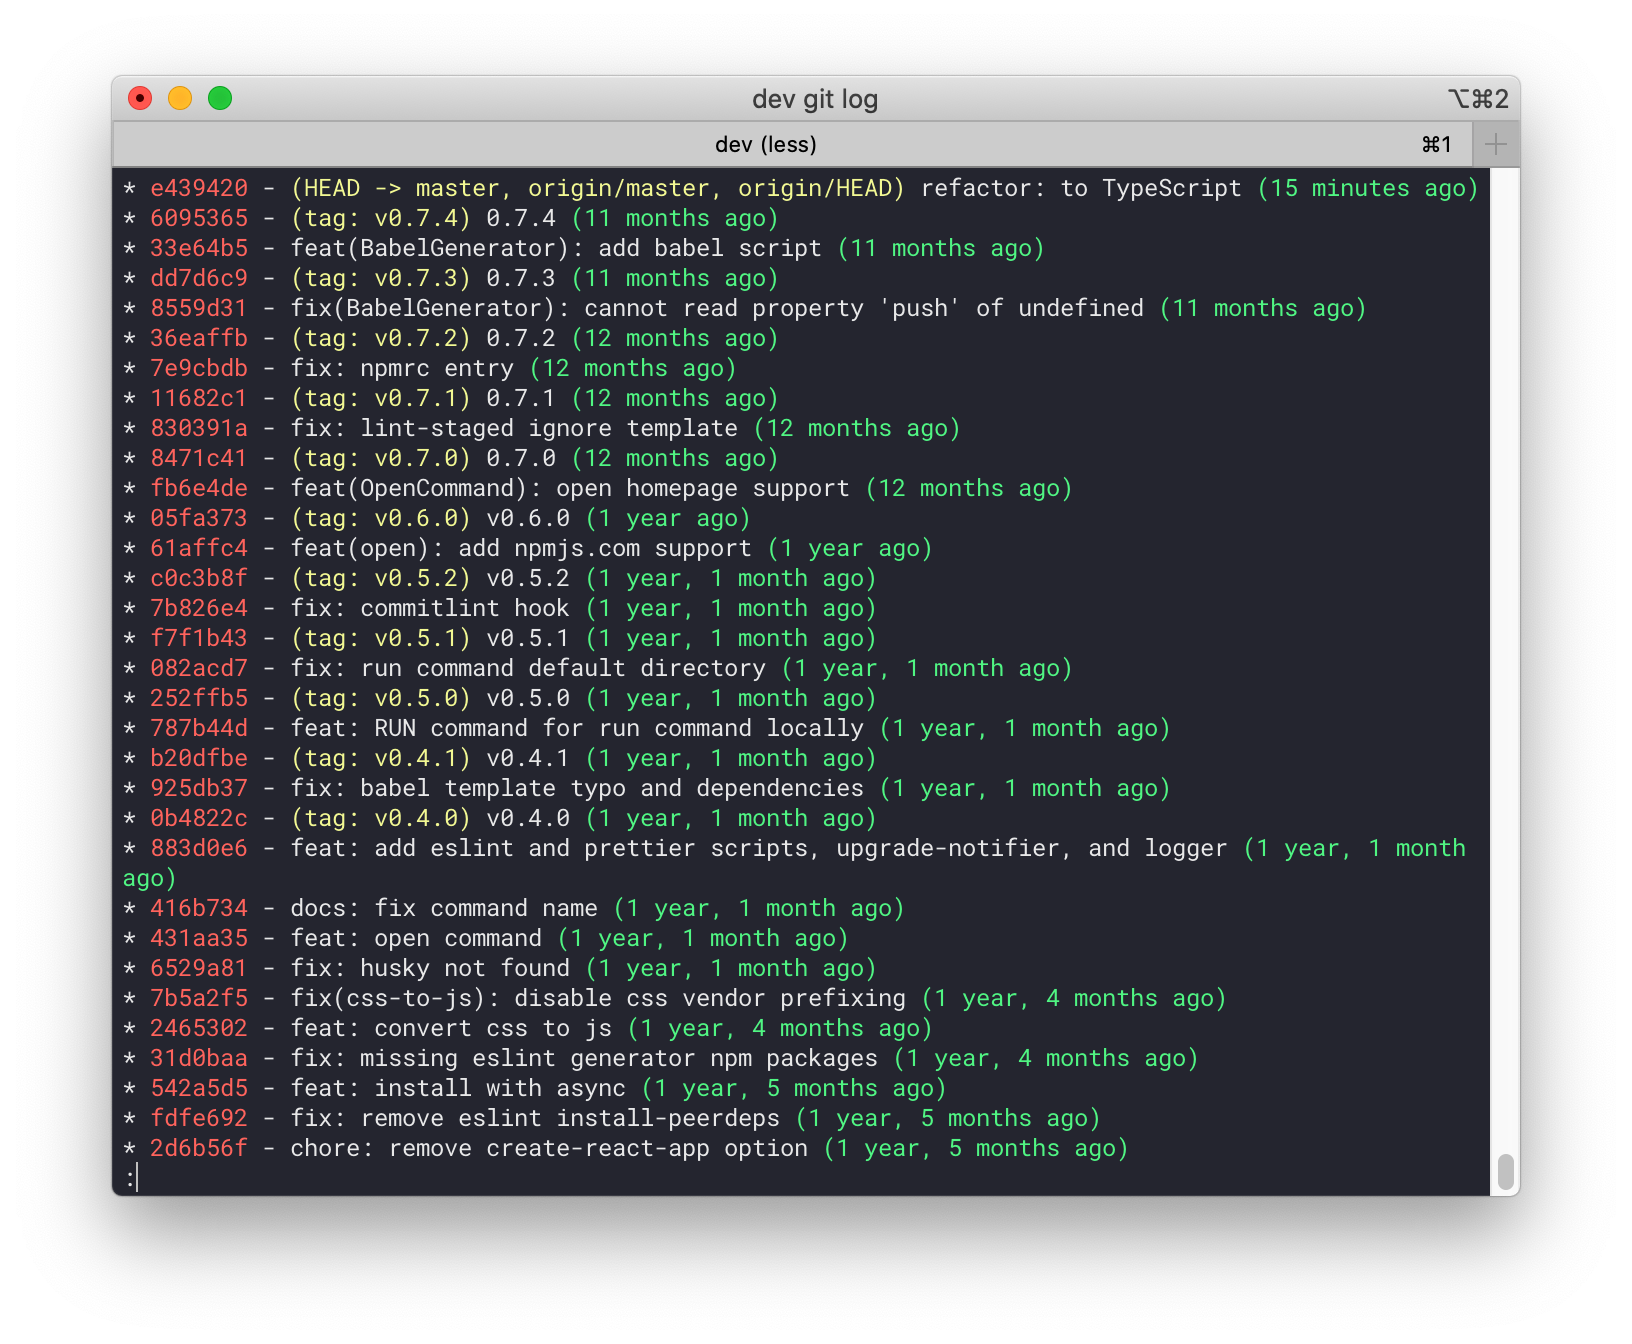 dev git log
⌥⌘2
dev (less)
⌘1
* e439420 - (HEAD -> master, origin/master, origin/HEAD) refactor: to TypeScript (15 minutes ago)
* 6095365 - (tag: v0.7.4) 0.7.4 (11 months ago)
* 33e64b5 - feat(BabelGenerator): add babel script (11 months ago)
* dd7d6c9 - (tag: v0.7.3) 0.7.3 (11 months ago)
* 8559d31 - fix(BabelGenerator): cannot read property 'push' of undefined (11 months ago)
* 36eaffb - (tag: v0.7.2) 0.7.2 (12 months ago)
* 7e9cbdb - fix: npmrc entry (12 months ago)
* 11682c1 - (tag: v0.7.1) 0.7.1 (12 months ago)
* 830391a - fix: lint-staged ignore template (12 months ago)
* 8471c41 - (tag: v0.7.0) 0.7.0 (12 months ago)
* fb6e4de - feat(OpenCommand): open homepage support (12 months ago)
* 05fa373 - (tag: v0.6.0) v0.6.0 (1 year ago)
* 61affc4 - feat(open): add npmjs.com support (1 year ago)
* c0c3b8f - (tag: v0.5.2) v0.5.2 (1 year, 1 month ago)
* 7b826e4 - fix: commitlint hook (1 year, 1 month ago)
* f7f1b43 - (tag: v0.5.1) v0.5.1 (1 year, 1 month ago)
* 082acd7 - fix: run command default directory (1 year, 1 month ago)
* 252ffb5 - (tag: v0.5.0) v0.5.0 (1 year, 1 month ago)
* 787b44d - feat: RUN command for run command locally (1 year, 1 month ago)
* b20dfbe - (tag: v0.4.1) v0.4.1 (1 year, 1 month ago)
* 925db37 - fix: babel template typo and dependencies (1 year, 1 month ago)
* 0b4822c - (tag: v0.4.0) v0.4.0 (1 year, 1 month ago)
* 883d0e6 - feat: add eslint and prettier scripts, upgrade-notifier, and logger (1 year, 1 month
ago)
* 416b734 - docs: fix command name (1 year, 1 month ago)
* 431aa35 - feat: open command (1 year, 1 month ago)
* 6529a81 - fix: husky not found (1 year, 1 month ago)
* 7b5a2f5 - fix(css-to-js): disable css vendor prefixing (1 year, 4 months ago)
* 2465302 - feat: convert css to js (1 year, 4 months ago)
* 31d0baa - fix: missing eslint generator npm packages (1 year, 4 months ago)
* 542a5d5 - feat: install with async (1 year, 5 months ago)
* fdfe692 - fix: remove eslint install-peerdeps (1 year, 5 months ago)
* 2d6b56f - chore: remove create-react-app option (1 year, 5 months ago)
: